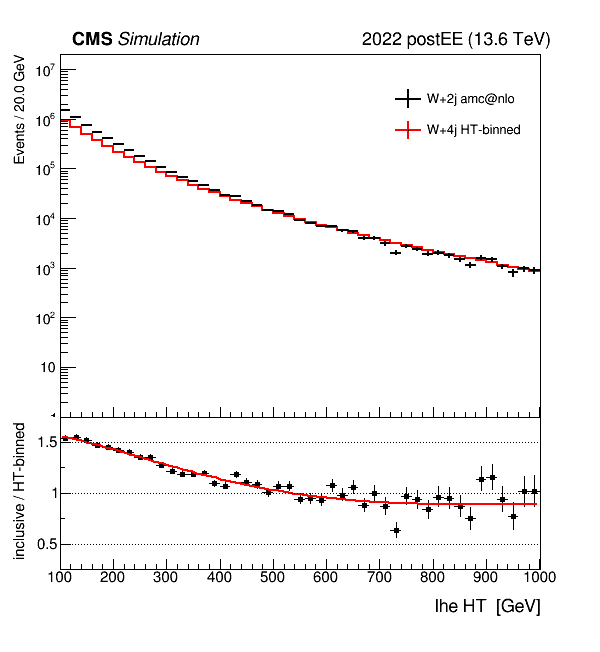 CMS Simulation 2022 postEE (13.6 TeV)
Events / 20.0 GeV
10^7
10^6
10^5
10^4
10^3
10^2
10
W+2j amc@nlo
W+4j HT-binned
inclusive / HT-binned
1.5
1
0.5
100 200 300 400 500 600 700 800 900 1000
lhe HT [GeV]